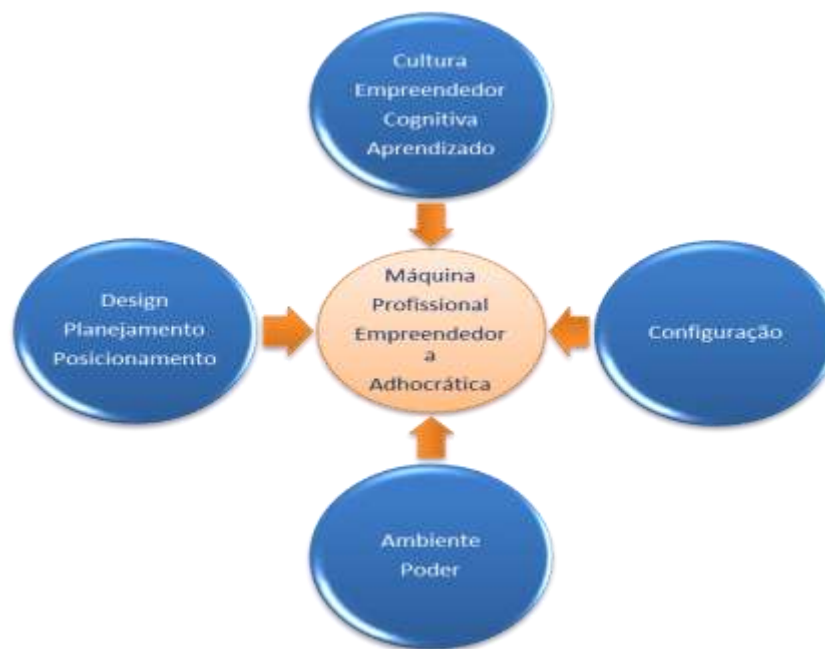 Cultura
Empreendedor
Cognitiva
Aprendizado
Design
Planejamento
Posicionamento
Máquina
Profissional
Empreendedor
a
Adhocrática
Configuração
Ambiente
Poder